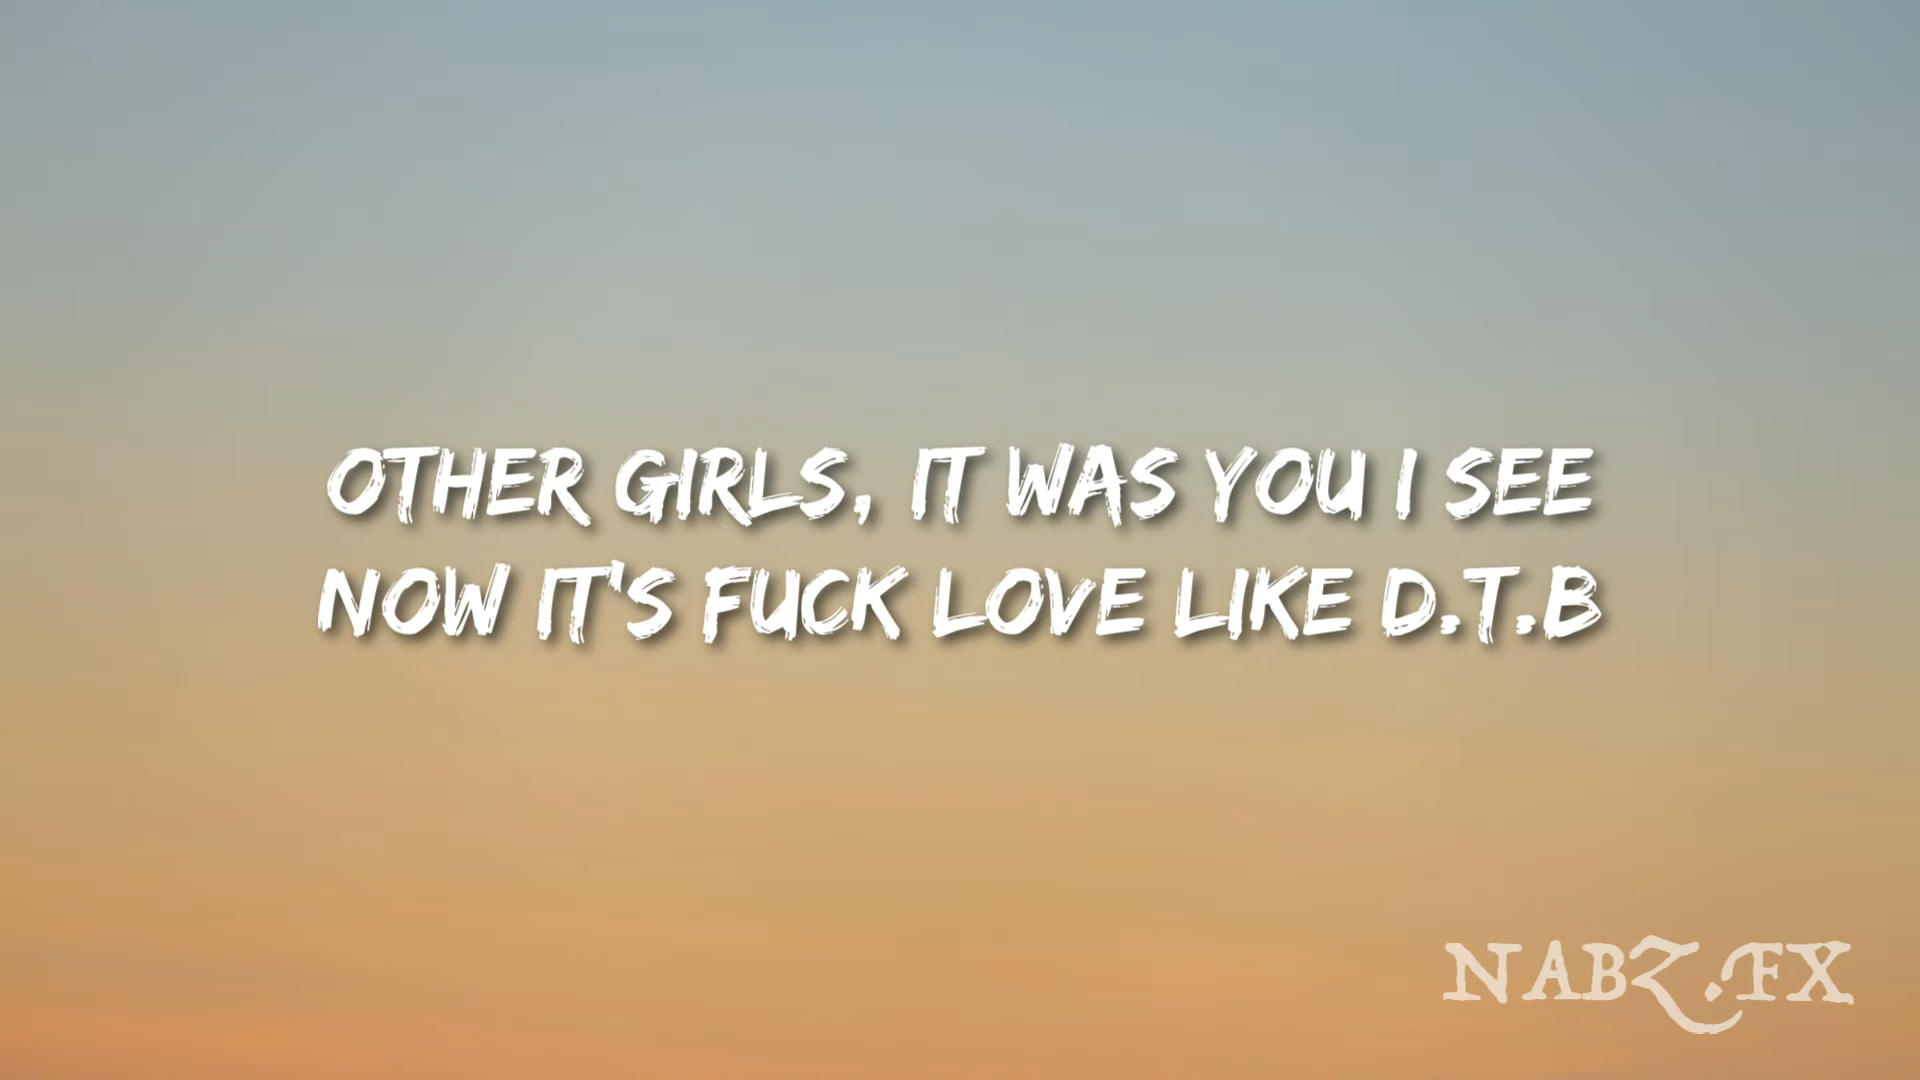 OTHER GIRLS, IT WAS YOU I SEE
NOW IT'S FUCK LOVE LIKE D.T.B
NABZ.FX